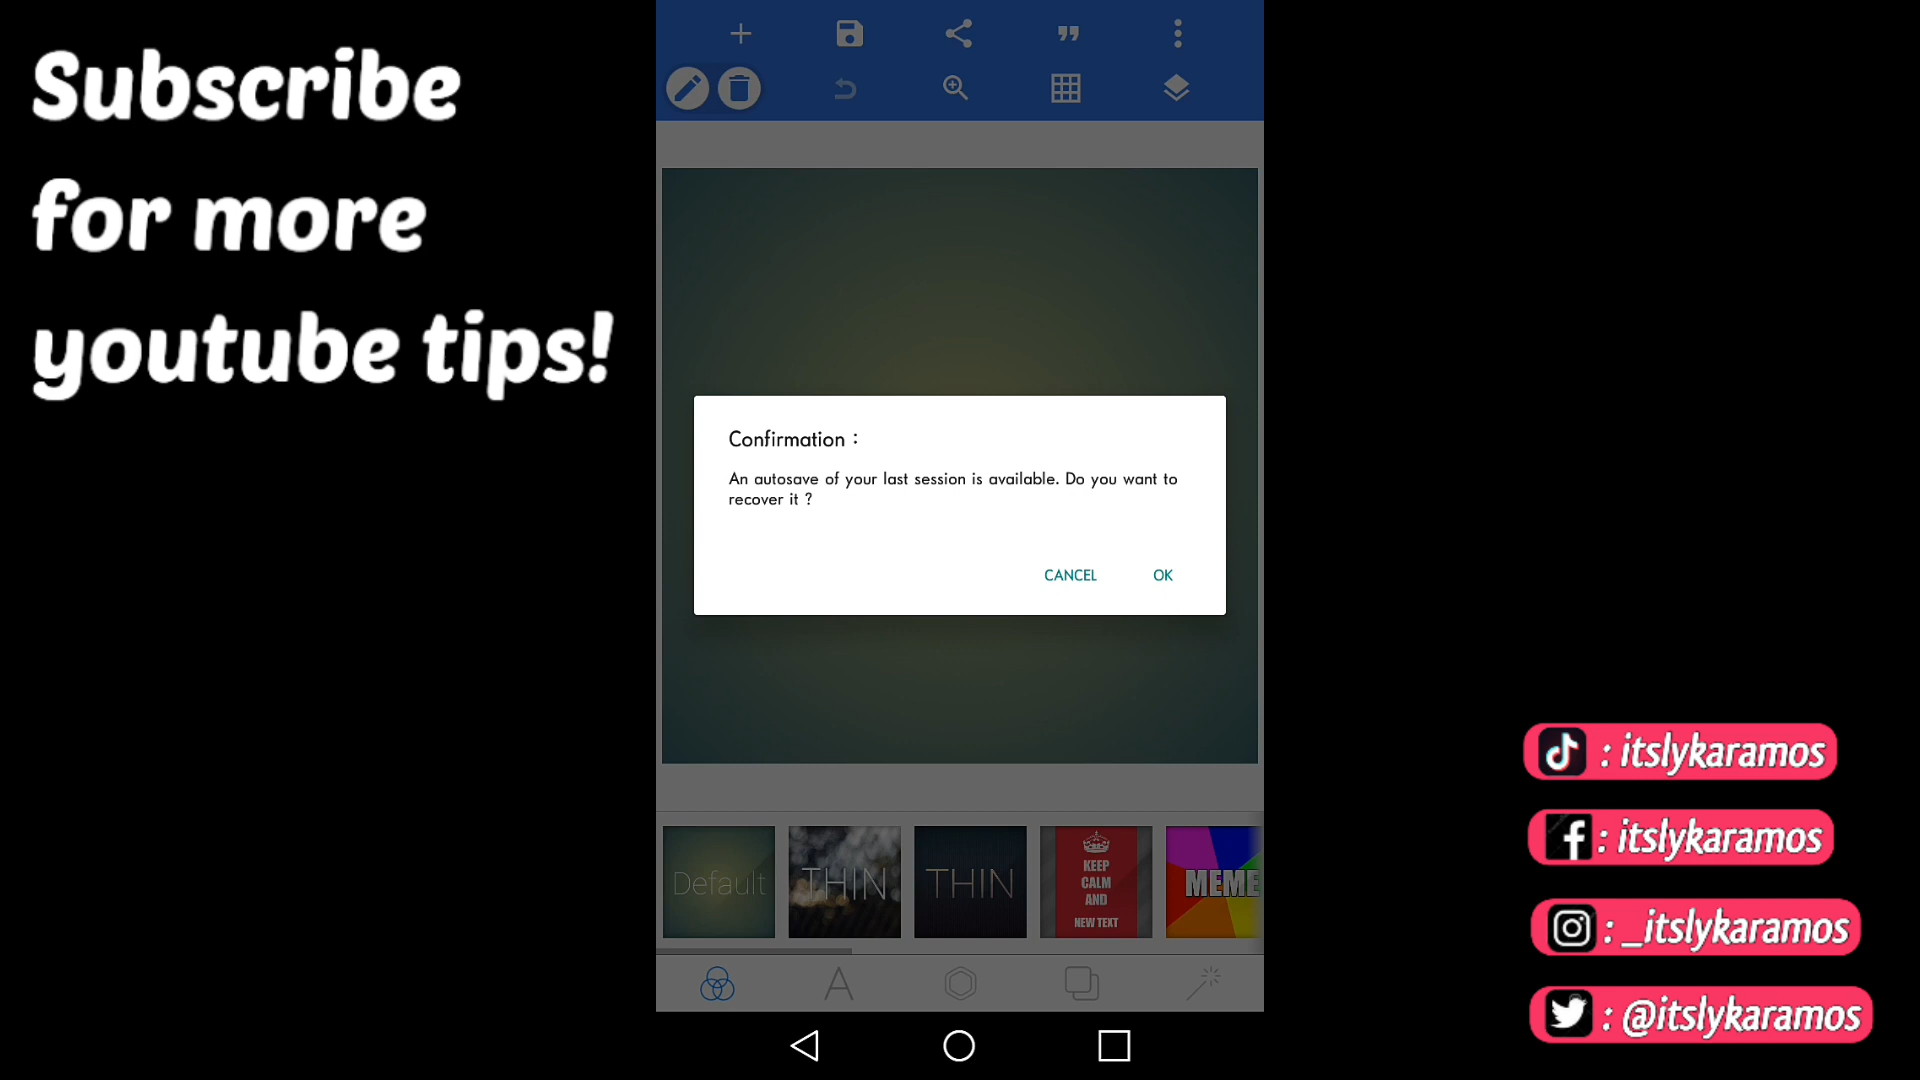 Subscribe
for more
youtube tips!
Confirmation :
An autosave of your last session is available. Do you want to
recover it ?
CANCEL
OK
Default
THIN
THIN
KEEP
CALM
AND
NEW TEXT
MEME
: itslykaramos
: itslykaramos
: _itslykaramos
: @itslykaramos